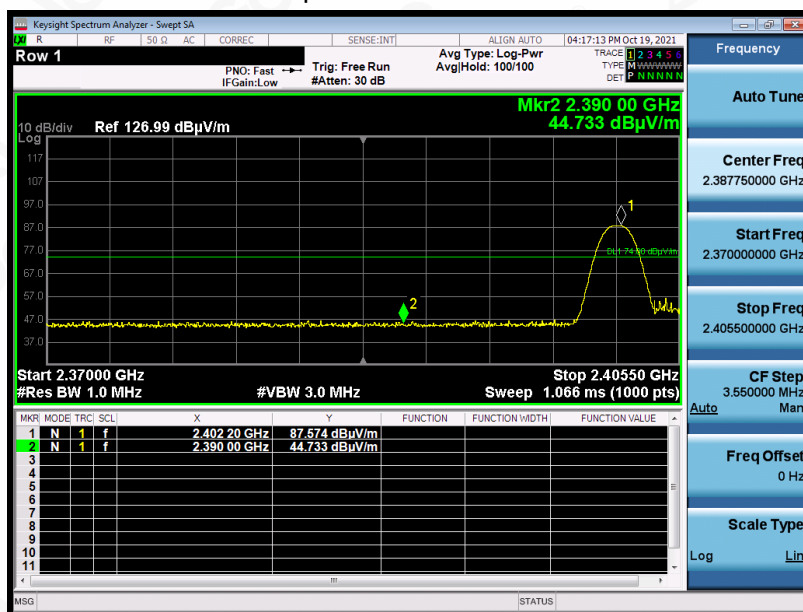 Keysight Spectrum Analyzer - Swept SA
LXI R RF 50 Ω AC CORREC SENSE:INT ALIGN AUTO 04:17:13 PM Oct 19, 2021
Row 1
PNO: Fast
IFGain:Low
Trig: Free Run
#Atten: 30 dB
Avg Type: Log-Pwr
Avg|Hold: 100/100
TRACE 1 2 3 4 5 6
TYPE M WWWWW
DET P N N N N N
Mkr2 2.390 00 GHz
44.733 dBµV/m
10 dB/div Ref 126.99 dBµV/m
Log
117
107
97.0
87.0
77.0
67.0
57.0
47.0
37.0
1
DL1 74.00 dBµV/m
2
Start 2.37000 GHz Stop 2.40550 GHz
#Res BW 1.0 MHz #VBW 3.0 MHz Sweep 1.066 ms (1000 pts)
MKR MODE TRC SCL X Y FUNCTION FUNCTION WIDTH FUNCTION VALUE
1 N 1 f 2.402 20 GHz 87.574 dBµV/m
2 N 1 f 2.390 00 GHz 44.733 dBµV/m
3
4
5
6
7
8
9
10
11
MSG STATUS
Frequency
Auto Tune
Center Freq
2.387750000 GHz
Start Freq
2.370000000 GHz
Stop Freq
2.405500000 GHz
CF Step
3.550000 MHz
Auto Man
Freq Offset
0 Hz
Scale Type
Log Lin